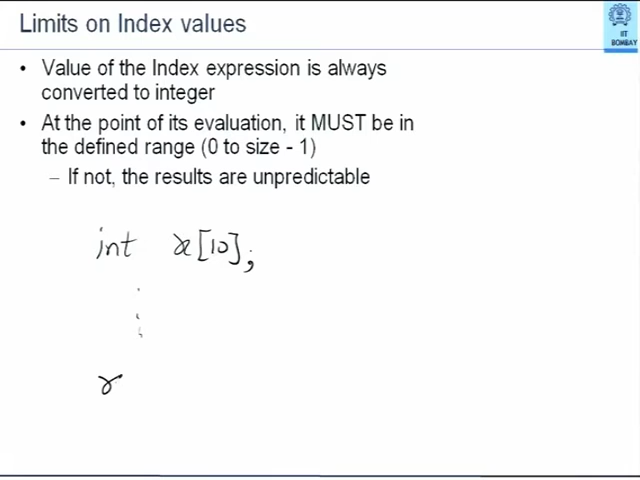 Limits on Index values
IIT
BOMBAY
• Value of the Index expression is always
converted to integer
• At the point of its evaluation, it MUST be in
the defined range (0 to size - 1)
– If not, the results are unpredictable
int x[10];